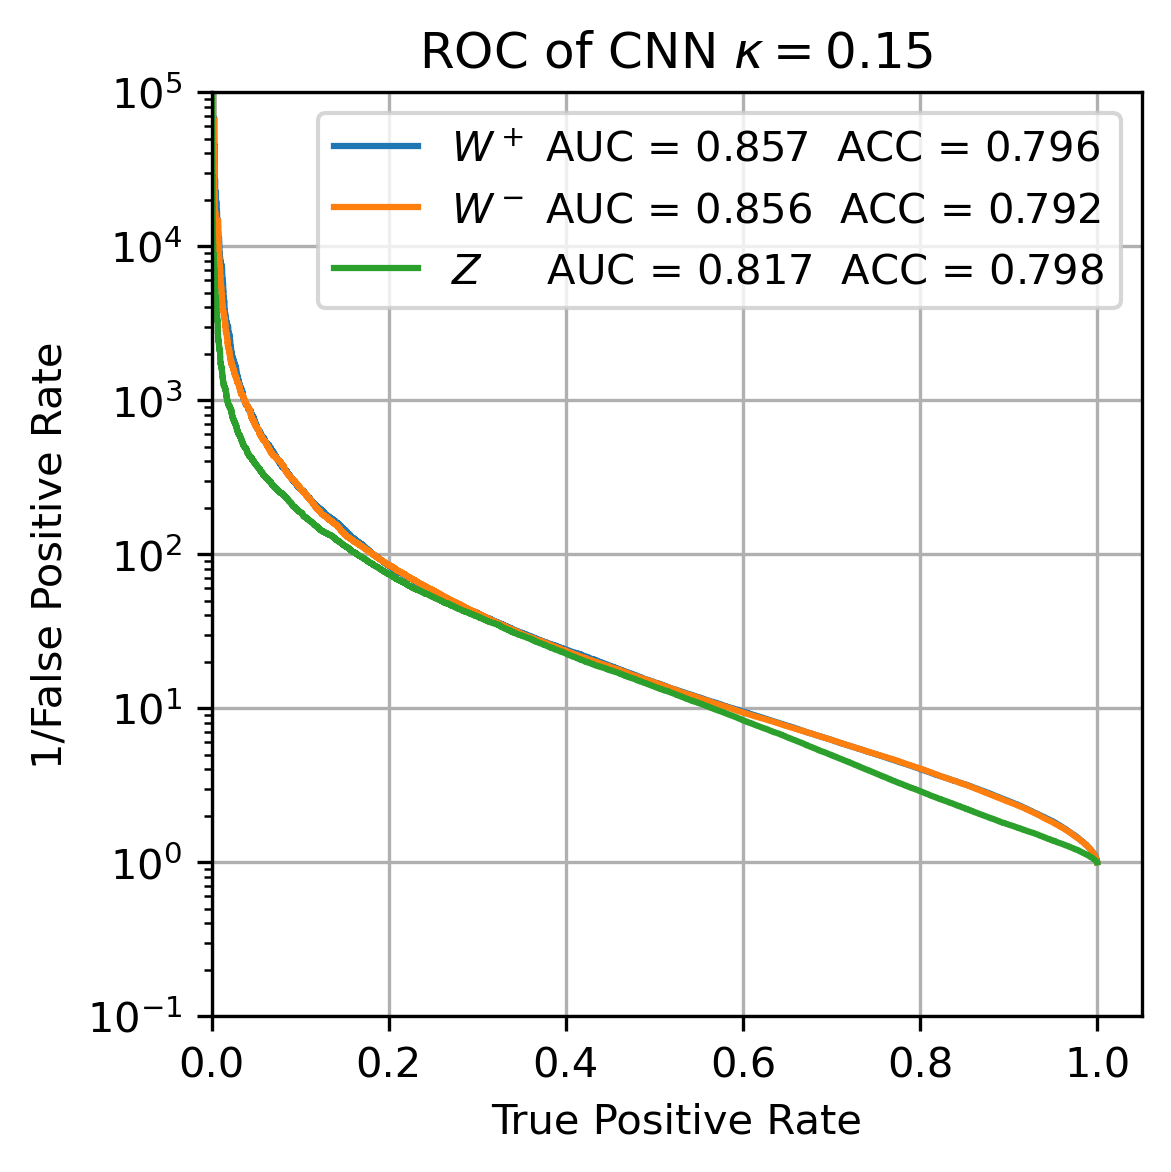 ROC of CNN κ = 0.15
W⁺ AUC = 0.857 ACC = 0.796
W⁻ AUC = 0.856 ACC = 0.792
Z AUC = 0.817 ACC = 0.798
1/False Positive Rate
10⁵
10⁴
10³
10²
10¹
10⁰
10⁻¹
0.0 0.2 0.4 0.6 0.8 1.0
True Positive Rate